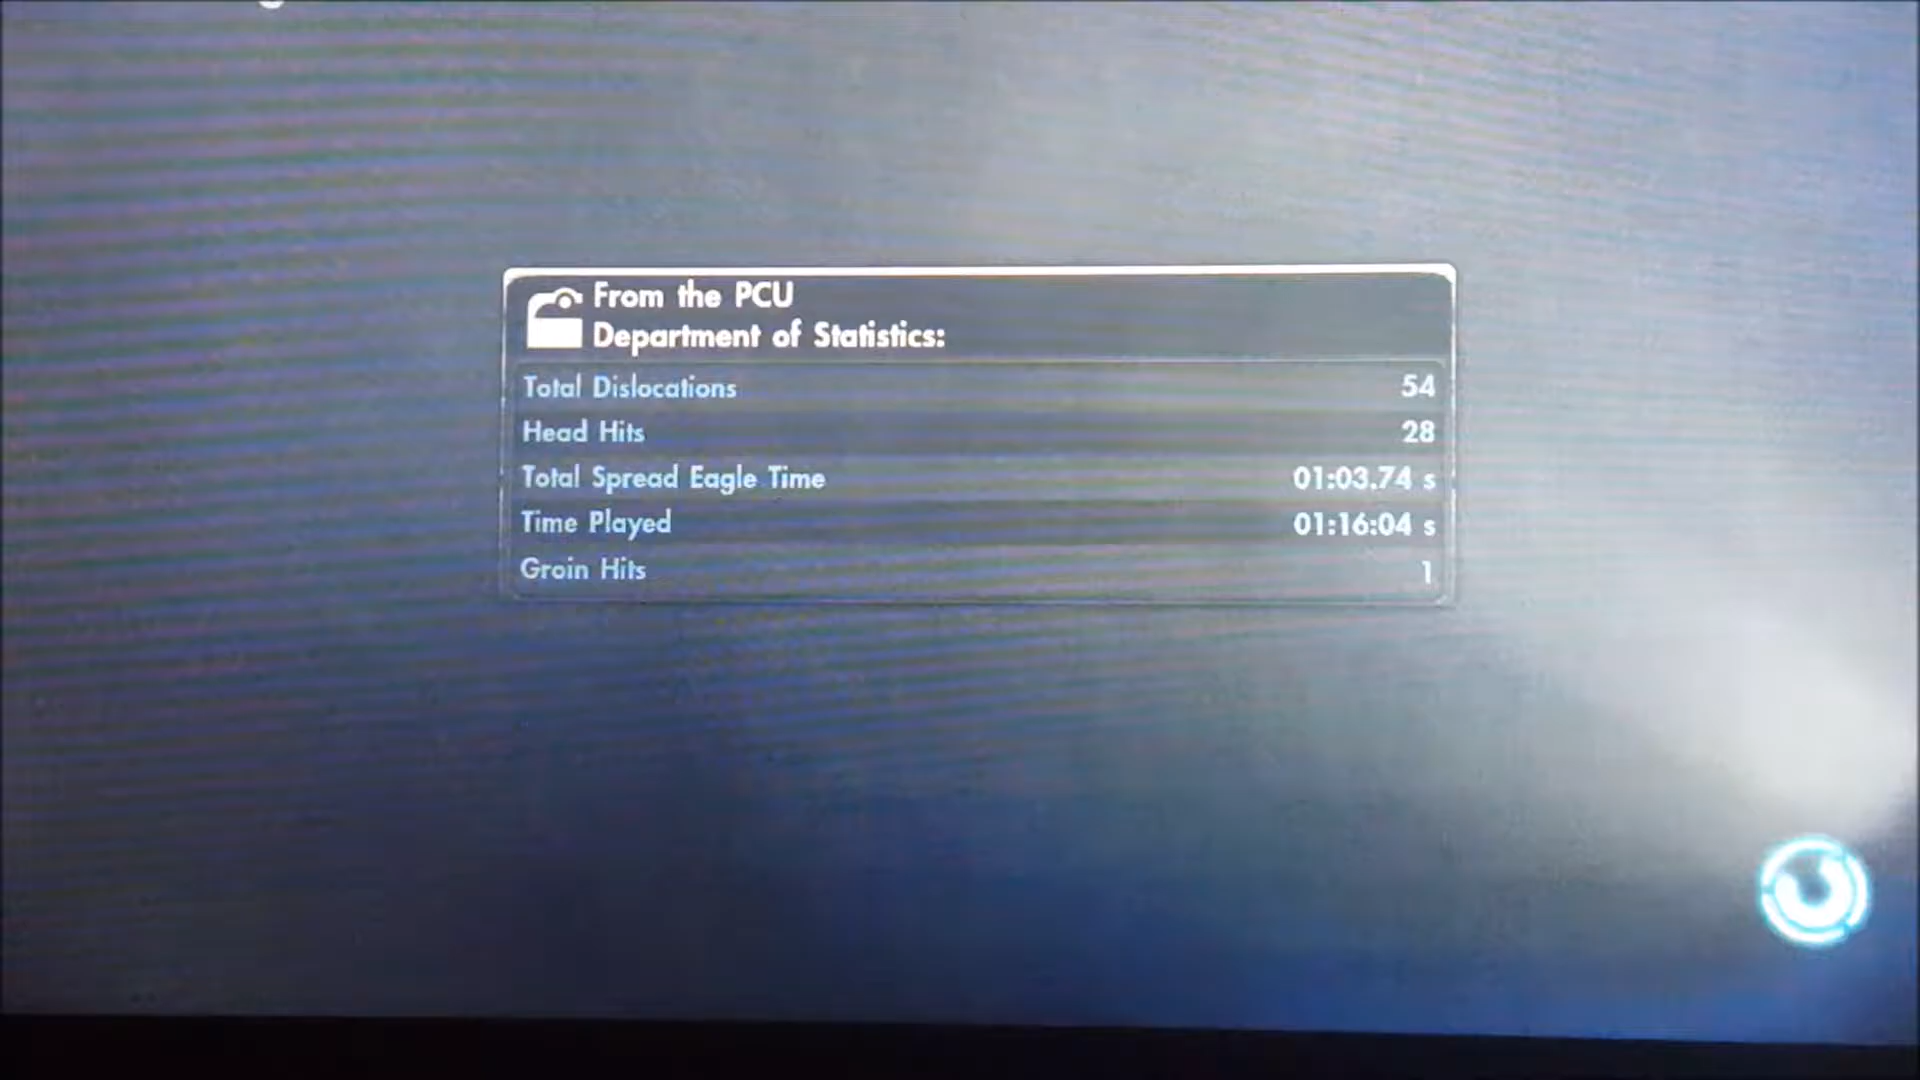 From the PCU
Department of Statistics:
Total Dislocations 54
Head Hits 28
Total Spread Eagle Time 01:03.74 s
Time Played 01:16:04 s
Groin Hits 1